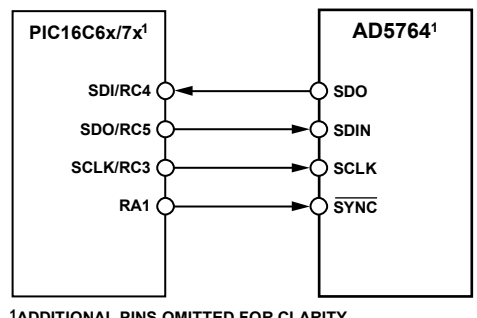 PIC16C6x/7x¹ AD5764¹
SDI/RC4 SDO
SDO/RC5 SDIN
SCLK/RC3 SCLK
RA1 SYNC
¹ADDITIONAL PINS OMITTED FOR CLARITY